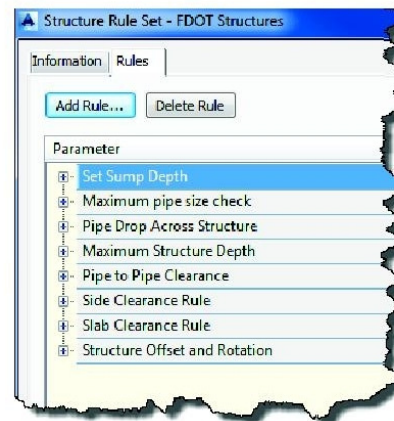 Structure Rule Set - FDOT Structures
Information Rules
Add Rule... Delete Rule
Parameter
Set Sump Depth
Maximum pipe size check
Pipe Drop Across Structure
Maximum Structure Depth
Pipe to Pipe Clearance
Side Clearance Rule
Slab Clearance Rule
Structure Offset and Rotation